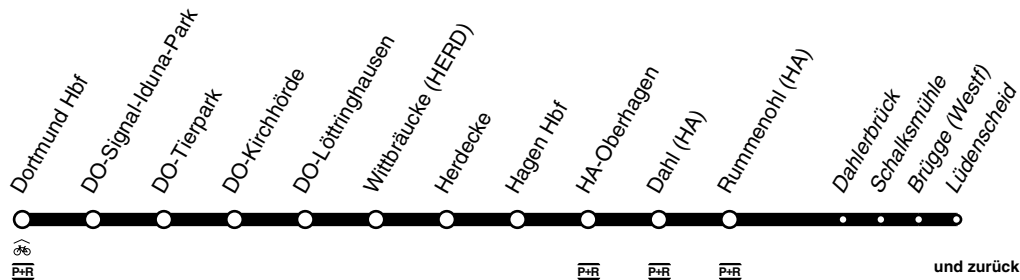 Dortmund Hbf
DO-Signal-Iduna-Park
DO-Tierpark
DO-Kirchhörde
DO-Löttringhausen
Wittbräucke (HERD)
Herdecke
Hagen Hbf
HA-Oberhagen
Dahl (HA)
Rummenohl (HA)
Dahlerbrück
Schalksmühle
Brügge (Westf)
Lüdenscheid
P+R
P+R
P+R
P+R
und zurück